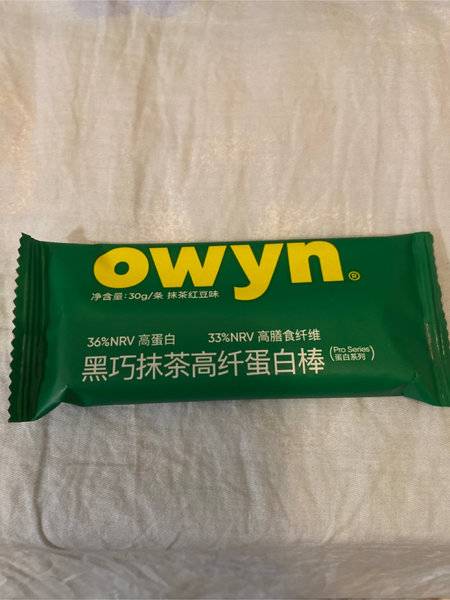 owyn®
净含量:30g/条 抹茶红豆味
36%NRV 高蛋白 33%NRV 高膳食纤维
黑巧抹茶高纤蛋白棒 (Pro Series)
(蛋白系列)